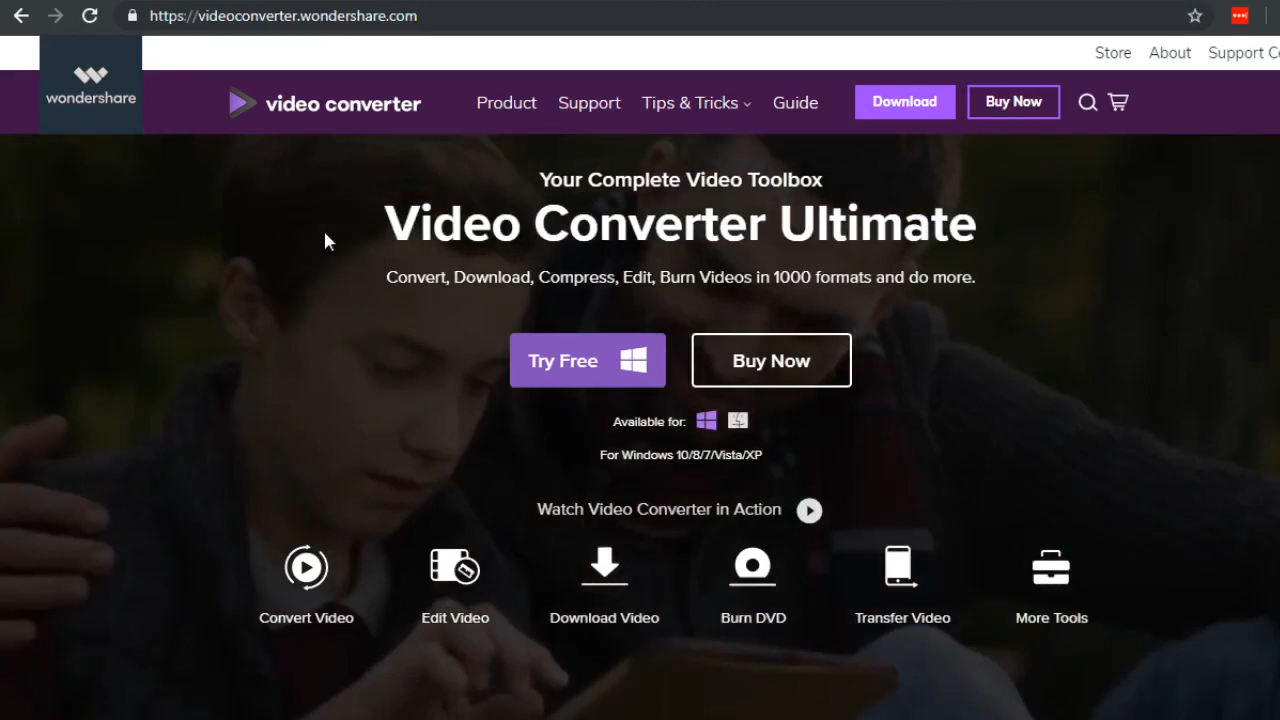 https://videoconverter.wondershare.com
Store About Support C
wondershare
video converter Product Support Tips & Tricks Guide Download Buy Now
Your Complete Video Toolbox
Video Converter Ultimate
Convert, Download, Compress, Edit, Burn Videos in 1000 formats and do more.
Try Free Buy Now
Available for:
For Windows 10/8/7/Vista/XP
Watch Video Converter in Action
Convert Video Edit Video Download Video Burn DVD Transfer Video More Tools